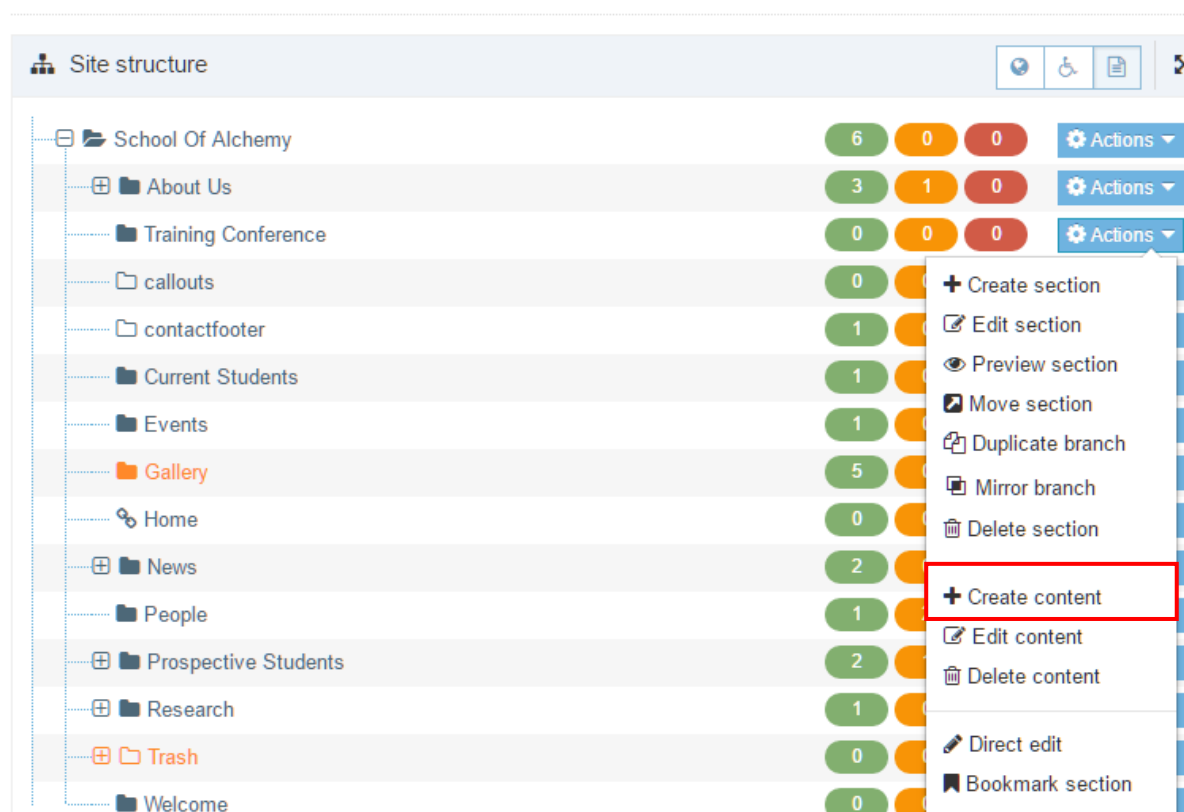 Site structure
School Of Alchemy 6 0 0 Actions
About Us 3 1 0 Actions
Training Conference 0 0 0 Actions
callouts 0
contactfooter 1
Current Students 1
Events 1
Gallery 5
Home 0
News 2
People 1
Prospective Students 2
Research 1
Trash 0
Welcome 0
Create section
Edit section
Preview section
Move section
Duplicate branch
Mirror branch
Delete section
Create content
Edit content
Delete content
Direct edit
Bookmark section